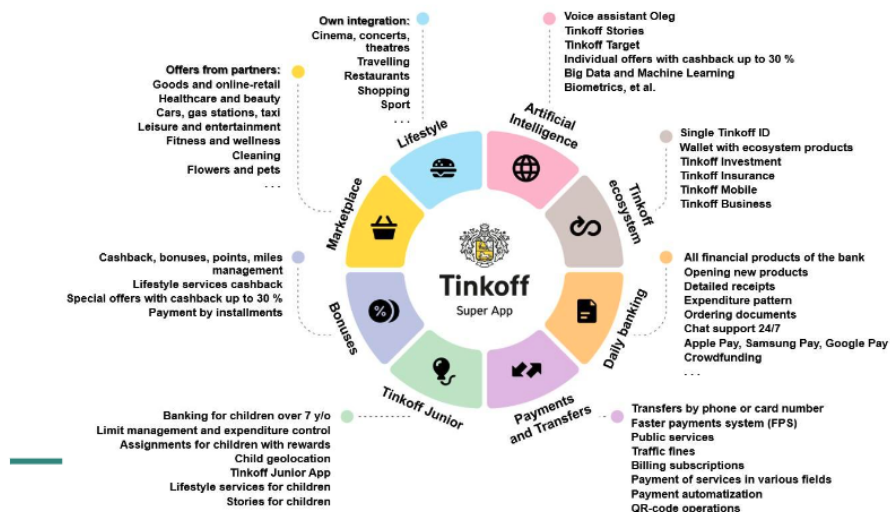 Own integration:
Cinema, concerts,
theatres
Travelling
Restaurants
Shopping
Sport
. . .
Voice assistant Oleg
Tinkoff Stories
Tinkoff Target
Individual offers with cashback up to 30 %
Big Data and Machine Learning
Biometrics, et al.
Offers from partners:
Goods and online-retail
Healthcare and beauty
Cars, gas stations, taxi
Leisure and entertainment
Fitness and wellness
Cleaning
Flowers and pets
. . .
Lifestyle
Artificial
Intelligence
Single Tinkoff ID
Wallet with ecosystem products
Tinkoff Investment
Tinkoff Insurance
Tinkoff Mobile
Tinkoff Business
Marketplace
Tinkoff
ecosystem
Tinkoff
Super App
Cashback, bonuses, points, miles
management
Lifestyle services cashback
Special offers with cashback up to 30 %
Payment by installments
Bonuses
%
Daily banking
All financial products of the bank
Opening new products
Detailed receipts
Expenditure pattern
Ordering documents
Chat support 24/7
Apple Pay, Samsung Pay, Google Pay
Crowdfunding
. . .
Tinkoff Junior
Payments
and Transfers
Banking for children over 7 y/o
Limit management and expenditure control
Assignments for children with rewards
Child geolocation
Tinkoff Junior App
Lifestyle services for children
Stories for children
Transfers by phone or card number
Faster payments system (FPS)
Public services
Traffic fines
Billing subscriptions
Payment of services in various fields
Payment automatization
QR-code operations